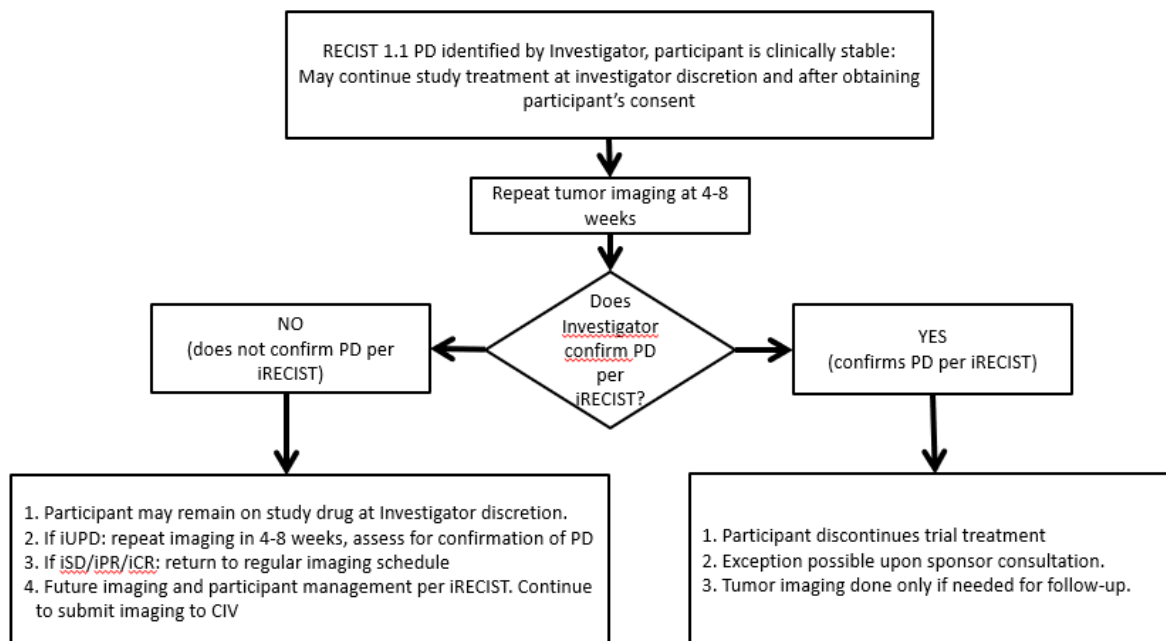 RECIST 1.1 PD identified by Investigator, participant is clinically stable:
May continue study treatment at investigator discretion and after obtaining
participant's consent
Repeat tumor imaging at 4-8
weeks
Does
Investigator
confirm PD
per
iRECIST?
NO
(does not confirm PD per
iRECIST)
YES
(confirms PD per iRECIST)
1. Participant may remain on study drug at Investigator discretion.
2. If iUPD: repeat imaging in 4-8 weeks, assess for confirmation of PD
3. If iSD/iPR/iCR: return to regular imaging schedule
4. Future imaging and participant management per iRECIST. Continue
to submit imaging to CIV
1. Participant discontinues trial treatment
2. Exception possible upon sponsor consultation.
3. Tumor imaging done only if needed for follow-up.